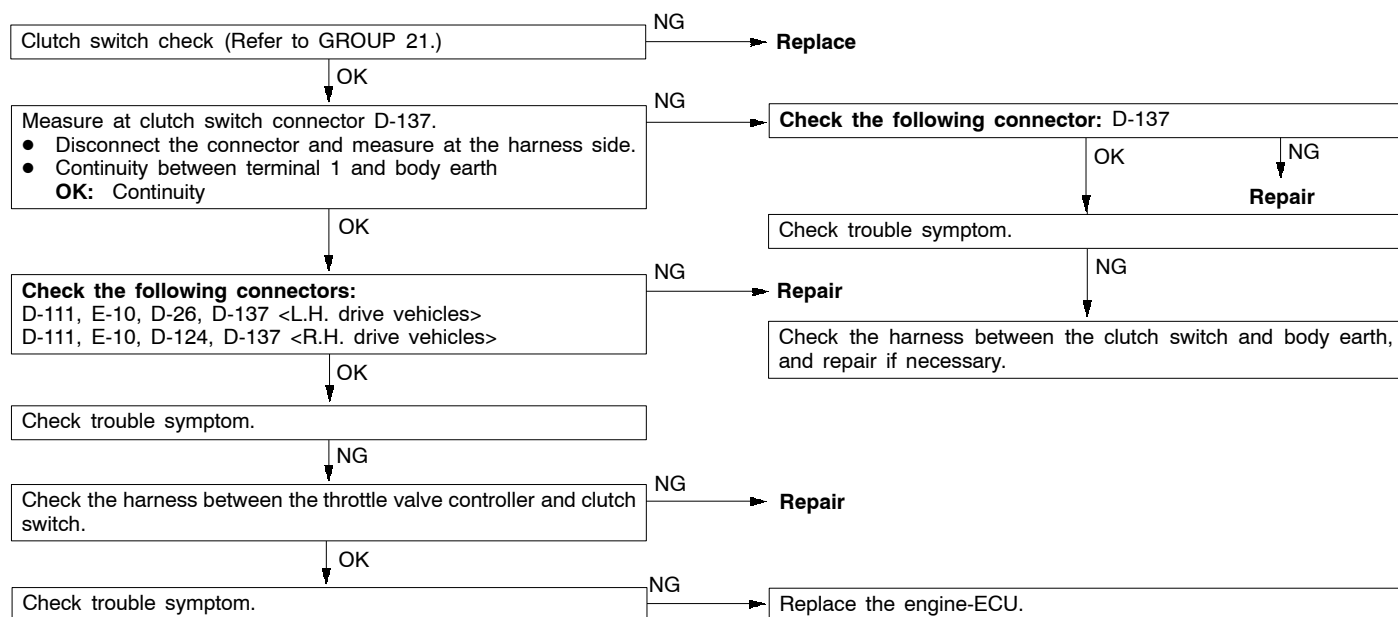 Clutch switch check (Refer to GROUP 21.)
NG
Replace
OK
Measure at clutch switch connector D-137.
● Disconnect the connector and measure at the harness side.
● Continuity between terminal 1 and body earth
OK: Continuity
NG
Check the following connector: D-137
OK
NG
Repair
Check trouble symptom.
NG
Check the harness between the clutch switch and body earth,
and repair if necessary.
OK
Check the following connectors:
D-111, E-10, D-26, D-137 <L.H. drive vehicles>
D-111, E-10, D-124, D-137 <R.H. drive vehicles>
NG
Repair
OK
Check trouble symptom.
NG
Check the harness between the throttle valve controller and clutch
switch.
NG
Repair
OK
Check trouble symptom.
NG
Replace the engine-ECU.